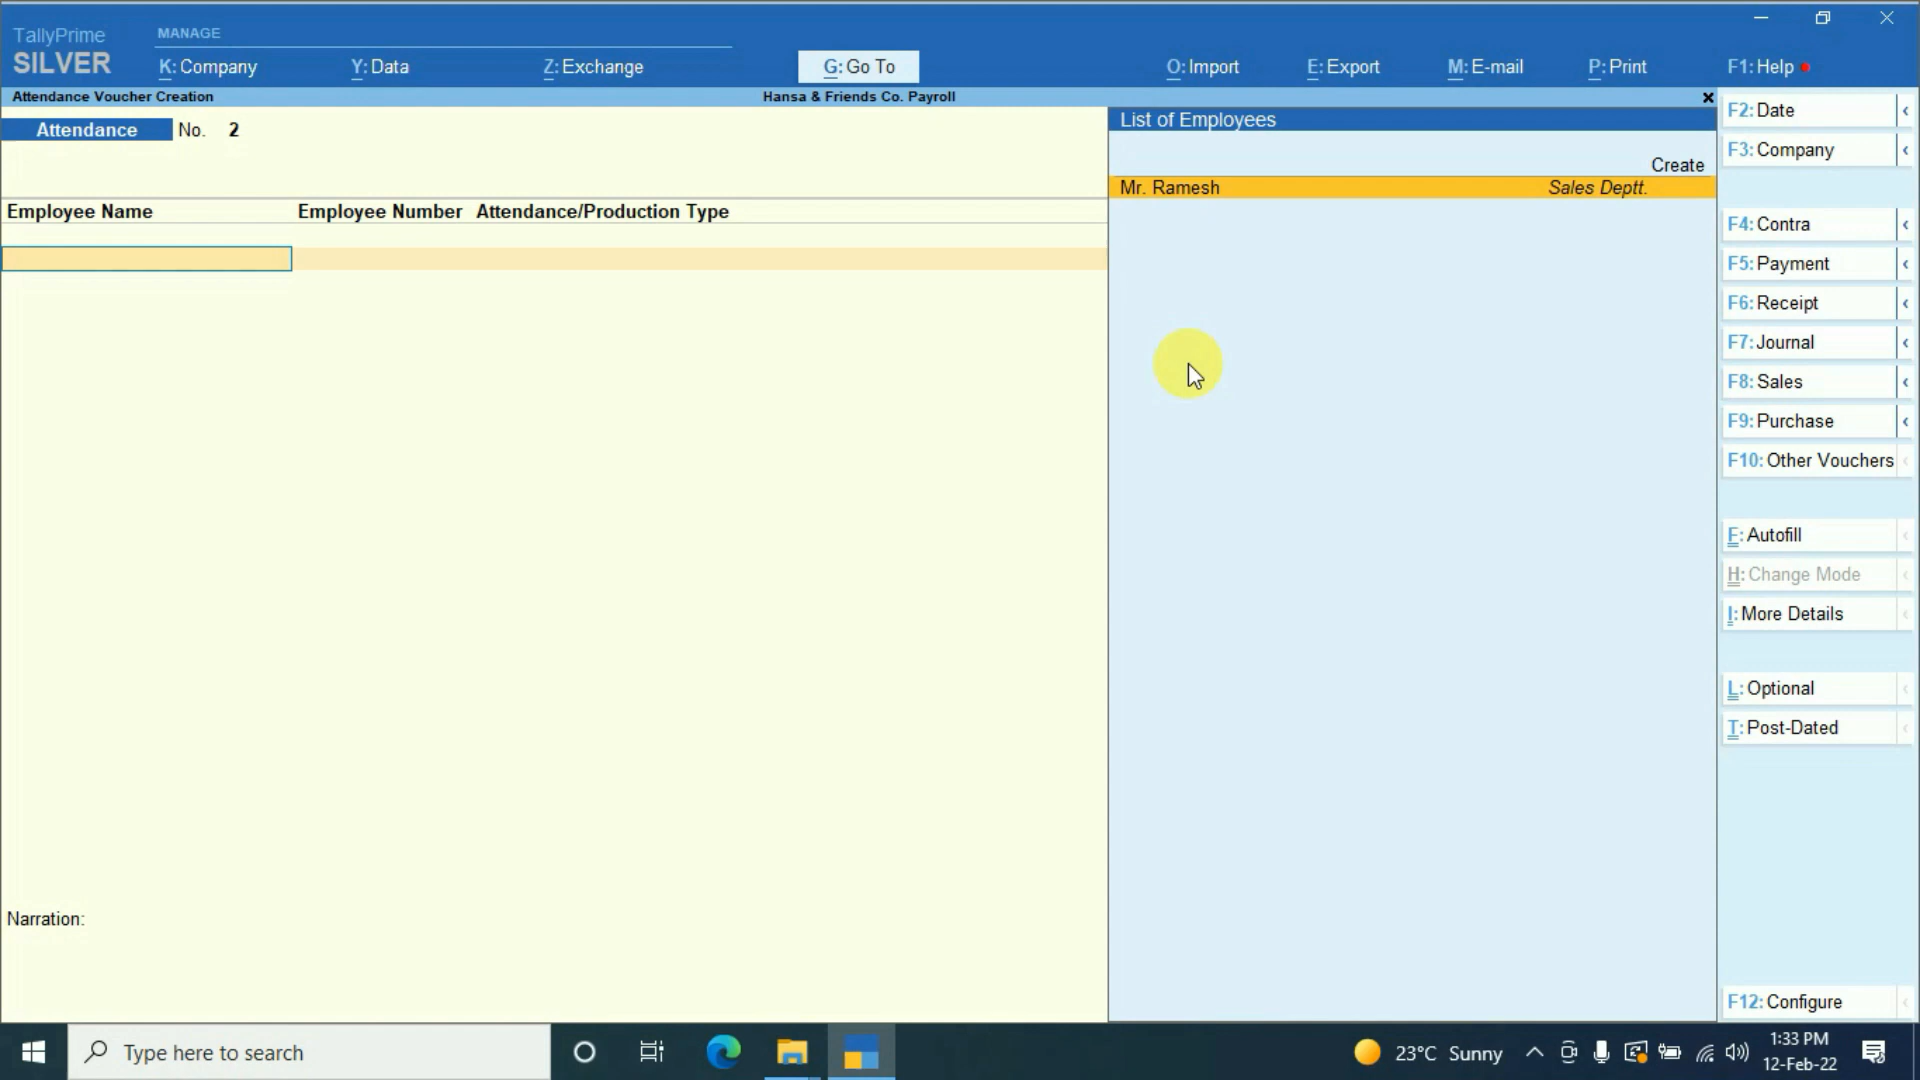 TallyPrime
SILVER
MANAGE
K: Company
Y: Data
Z: Exchange
G: Go To
O: Import
E: Export
M: E-mail
P: Print
F1: Help
Attendance Voucher Creation
Hansa & Friends Co. Payroll
Attendance No. 2
Employee Name Employee Number Attendance/Production Type
Narration:
List of Employees
Create
Mr. Ramesh Sales Deptt.
F2: Date
F3: Company
F4: Contra
F5: Payment
F6: Receipt
F7: Journal
F8: Sales
F9: Purchase
F10: Other Vouchers
F: Autofill
H: Change Mode
I: More Details
L: Optional
T: Post-Dated
F12: Configure
Type here to search
23°C Sunny
1:33 PM
12-Feb-22